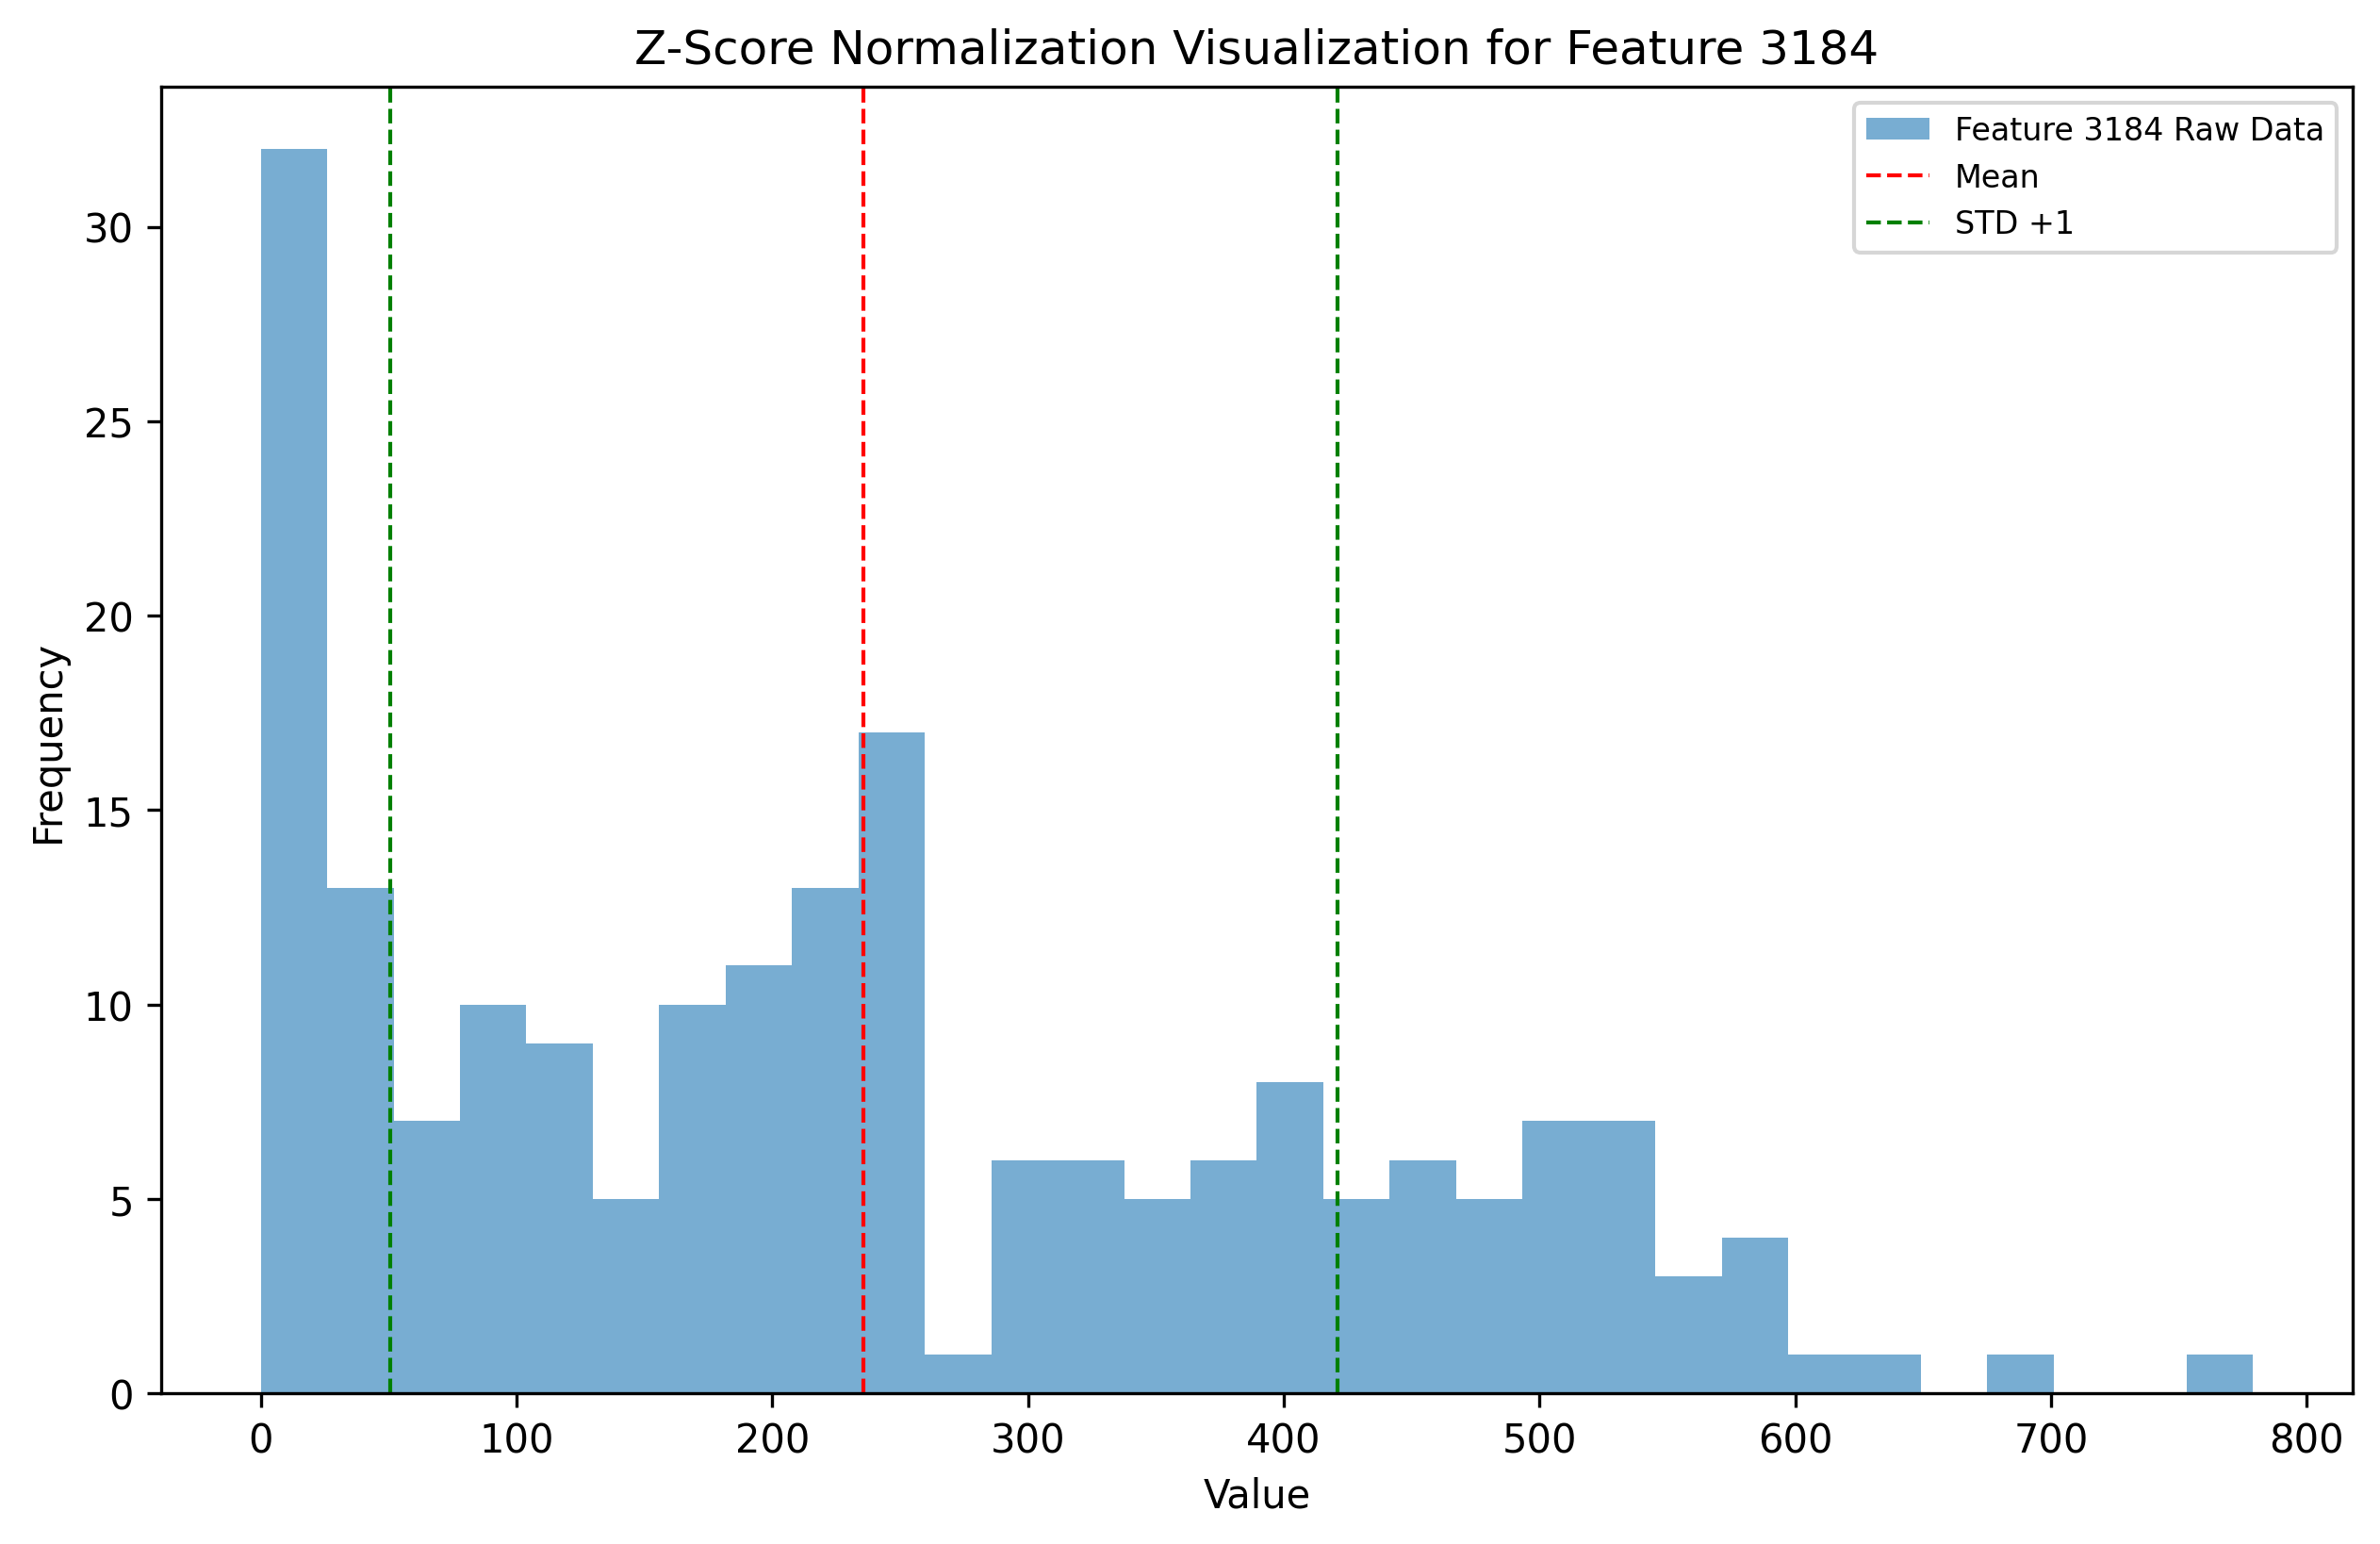 Z-Score Normalization Visualization for Feature 3184
Feature 3184 Raw Data
Mean
STD +1
Frequency
30
25
20
15
10
5
0
0 100 200 300 400 500 600 700 800
Value